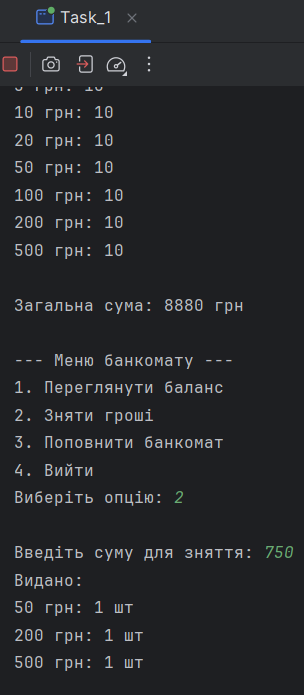 Task_1
5 грн: 10
10 грн: 10
20 грн: 10
50 грн: 10
100 грн: 10
200 грн: 10
500 грн: 10
Загальна сума: 8880 грн
--- Меню банкомату ---
1. Переглянути баланс
2. Зняти гроші
3. Поповнити банкомат
4. Вийти
Виберіть опцію: 2
Введіть суму для зняття: 750
Видано:
50 грн: 1 шт
200 грн: 1 шт
500 грн: 1 шт